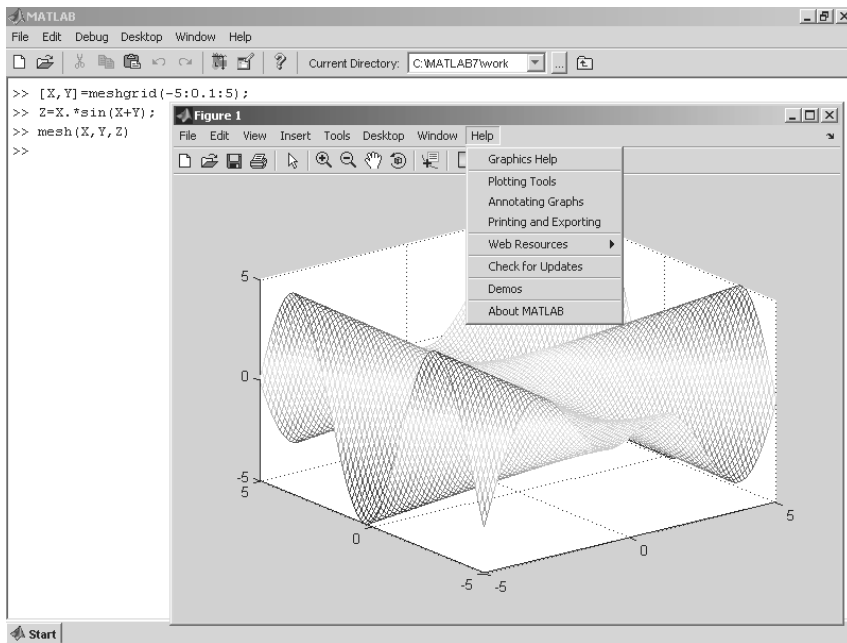 MATLAB
File Edit Debug Desktop Window Help
Current Directory: C:\MATLAB7\work ...
>> [X,Y]=meshgrid(-5:0.1:5);
>> Z=X.*sin(X+Y);
>> mesh(X,Y,Z)
>>
Figure 1
File Edit View Insert Tools Desktop Window Help
Graphics Help
Plotting Tools
Annotating Graphs
Printing and Exporting
Web Resources
Check for Updates
Demos
About MATLAB
5
0
-5
5
0
-5
-5
0
5
Start